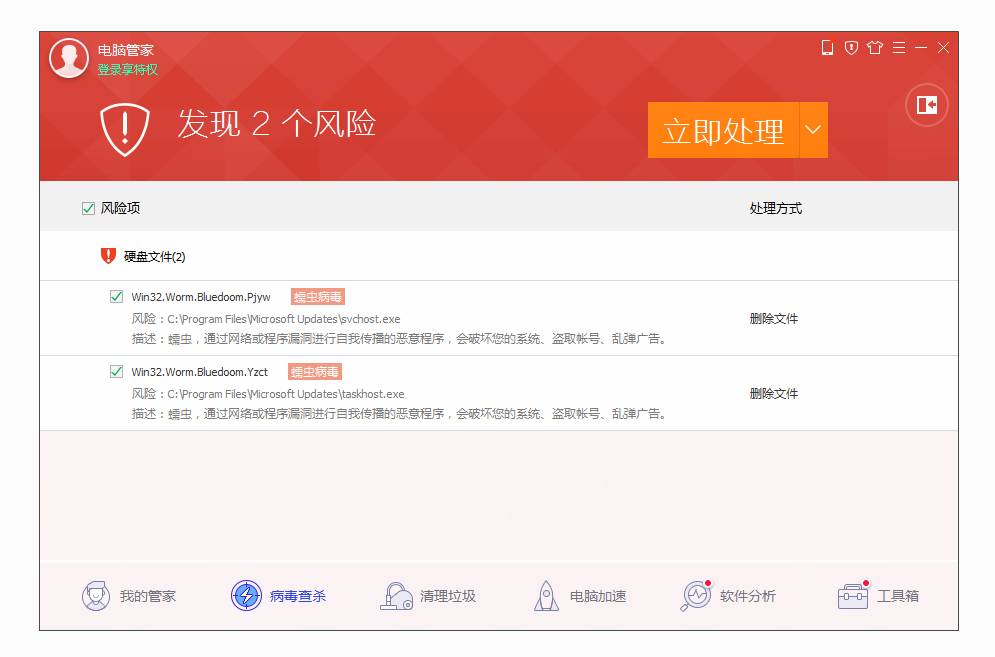 电脑管家
登录享特权
发现 2 个风险
立即处理
风险项 处理方式
硬盘文件(2)
Win32.Worm.Bluedoom.Pjyw 蠕虫病毒
风险：C:\Program Files\Microsoft Updates\svchost.exe 删除文件
描述：蠕虫，通过网络或程序漏洞进行自我传播的恶意程序，会破坏您的系统、盗取帐号、乱弹广告。
Win32.Worm.Bluedoom.Yzct 蠕虫病毒
风险：C:\Program Files\Microsoft Updates\taskhost.exe 删除文件
描述：蠕虫，通过网络或程序漏洞进行自我传播的恶意程序，会破坏您的系统、盗取帐号、乱弹广告。
我的管家 病毒查杀 清理垃圾 电脑加速 软件分析 工具箱